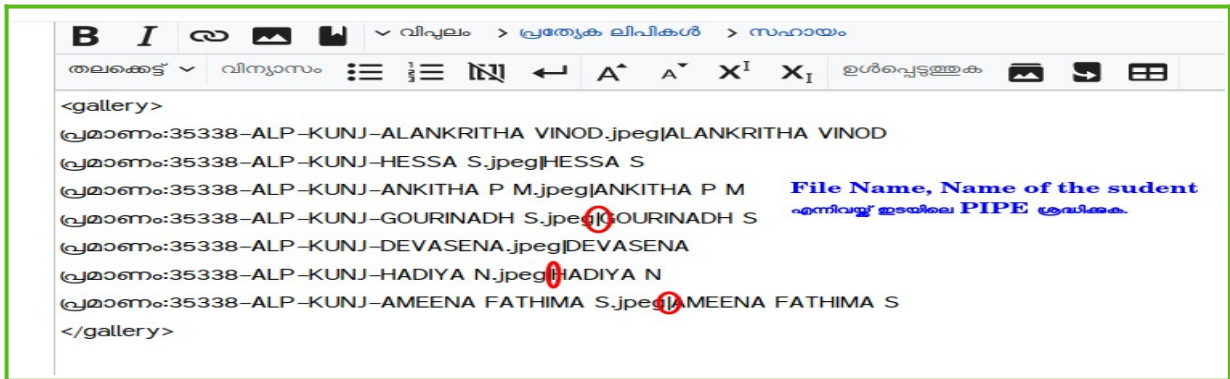 B I വിപുലം പ്രത്യേക ലിപികൾ സഹായം
തലക്കെട്ട് വിന്യാസം A A Xᴵ Xᵢ ഉൾപ്പെടുത്തുക
<gallery>
പ്രമാണം:35338-ALP-KUNJ-ALANKRITHA VINOD.jpeg|ALANKRITHA VINOD
പ്രമാണം:35338-ALP-KUNJ-HESSA S.jpeg|HESSA S
പ്രമാണം:35338-ALP-KUNJ-ANKITHA P M.jpeg|ANKITHA P M
പ്രമാണം:35338-ALP-KUNJ-GOURINADH S.jpeg|GOURINADH S
പ്രമാണം:35338-ALP-KUNJ-DEVASENA.jpeg|DEVASENA
പ്രമാണം:35338-ALP-KUNJ-HADIYA N.jpeg|HADIYA N
പ്രമാണം:35338-ALP-KUNJ-AMEENA FATHIMA S.jpeg|AMEENA FATHIMA S
</gallery>
File Name, Name of the sudent
എന്നിവയ്ക്ക് ഇടയിലെ PIPE ശ്രദ്ധിക്കുക.